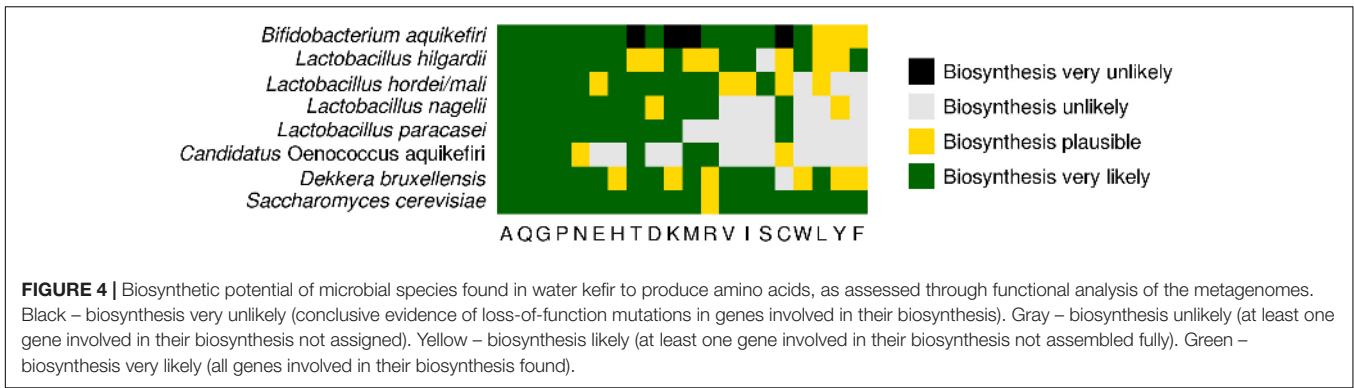 Bifidobacterium aquikefiri
Lactobacillus hilgardii
Lactobacillus hordei/mali
Lactobacillus nagelii
Lactobacillus paracasei
Candidatus Oenococcus aquikefiri
Dekkera bruxellensis
Saccharomyces cerevisiae
A Q G P N E H T D K M R V I S C W L Y F
Biosynthesis very unlikely
Biosynthesis unlikely
Biosynthesis plausible
Biosynthesis very likely
FIGURE 4 | Biosynthetic potential of microbial species found in water kefir to produce amino acids, as assessed through functional analysis of the metagenomes.
Black – biosynthesis very unlikely (conclusive evidence of loss-of-function mutations in genes involved in their biosynthesis). Gray – biosynthesis unlikely (at least one
gene involved in their biosynthesis not assigned). Yellow – biosynthesis likely (at least one gene involved in their biosynthesis not assembled fully). Green –
biosynthesis very likely (all genes involved in their biosynthesis found).